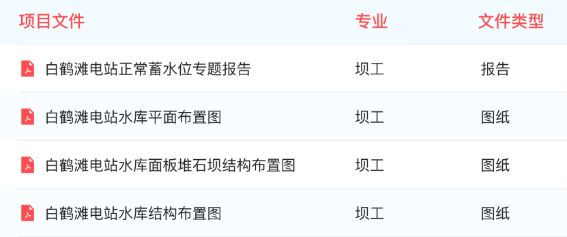 项目文件 专业 文件类型
白鹤滩电站正常蓄水位专题报告 坝工 报告
白鹤滩电站水库平面布置图 坝工 图纸
白鹤滩电站水库面板堆石坝结构布置图 坝工 图纸
白鹤滩电站水库结构布置图 坝工 图纸